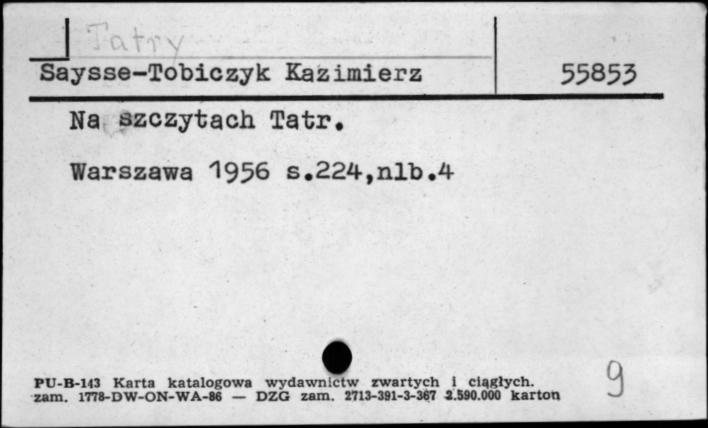 Tatry
Saysse-Tobiczyk Kazimierz 55853
Na szczytach Tatr.
Warszawa 1956 s.224,nlb.4
9
PU-B-143 Karta katalogowa wydawnictw zwartych i ciągłych.
zam. 1778-DW-ON-WA-86 — DZG zam. 2713-391-3-367 2.590.000 karton